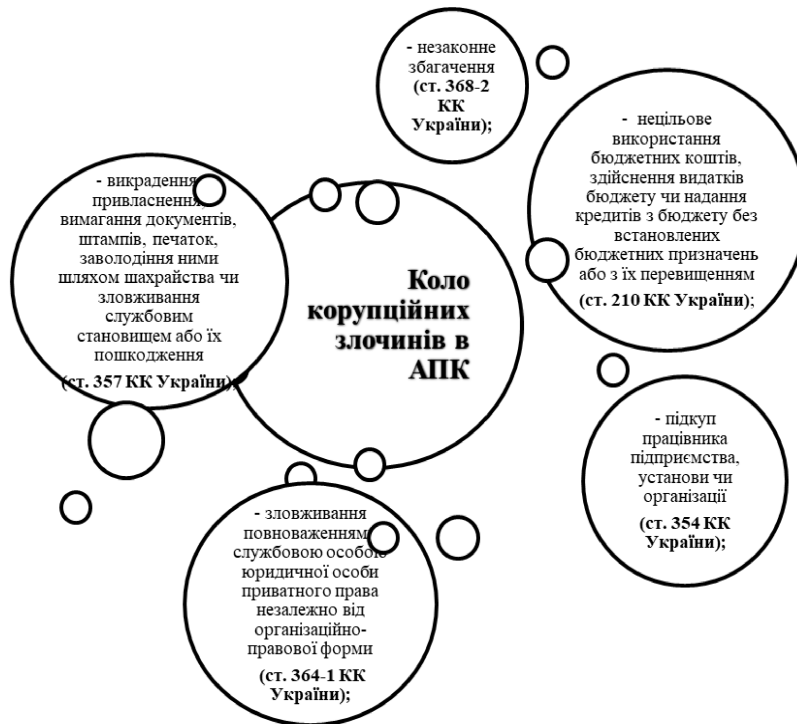 - незаконне
збагачення
(ст. 368-2
КК
України);
- нецільове
використання
бюджетних коштів,
здійснення видатків
бюджету чи надання
кредитів з бюджету без
встановлених
бюджетних призначень
або з їх перевищенням
(ст. 210 КК України);
- викрадення,
привласнення,
вимагання документів,
штампів, печаток,
заволодіння ними
шляхом шахрайства чи
зловживання
службовим
становищем або їх
пошкодження
(ст. 357 КК України);
Коло
корупційних
злочинів в
АПК
- підкуп
працівника
підприємства,
установи чи
організації
(ст. 354 КК
України);
- зловживання
повноваженнями
службовою особою
юридичної особи
приватного права
незалежно від
організаційно-
правової форми
(ст. 364-1 КК
України);